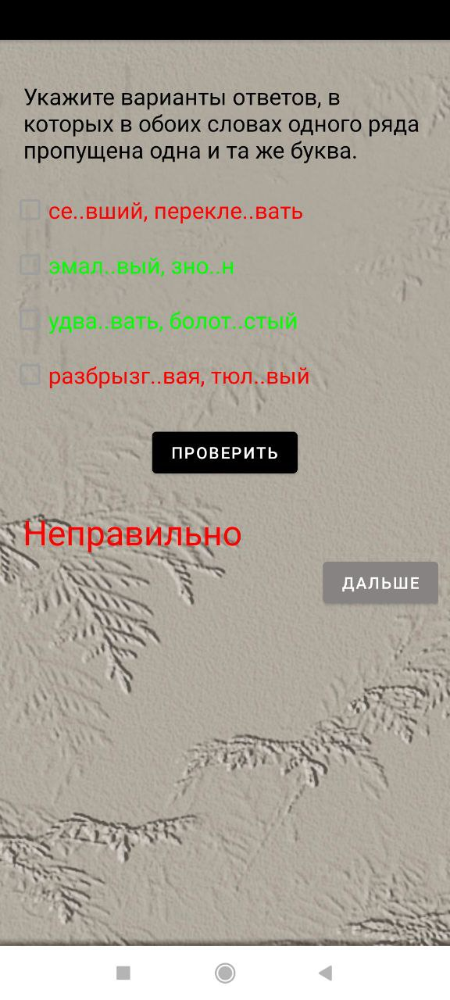 Укажите варианты ответов, в
которых в обоих словах одного ряда
пропущена одна и та же буква.
се..вший, перекле..вать
эмал..вый, зно..н
удва..вать, болот..стый
разбрызг..вая, тюл..вый
ПРОВЕРИТЬ
Неправильно
ДАЛЬШЕ